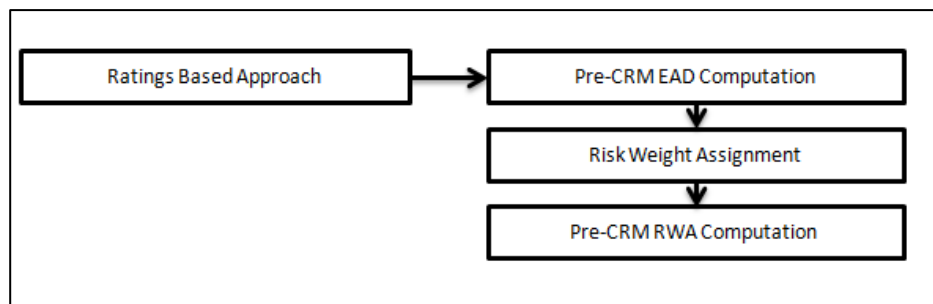 Ratings Based Approach
Pre-CRM EAD Computation
Risk Weight Assignment
Pre-CRM RWA Computation